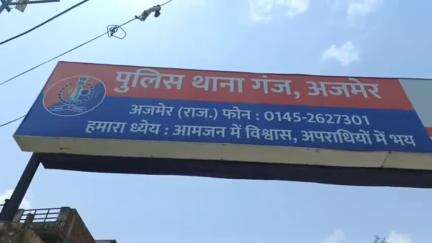 पुलिस थाना गंज, अजमेर
अजमेर (राज.) फोन : 0145-2627301
हमारा ध्येय : आमजन में विश्वास, अपराधियों में भय